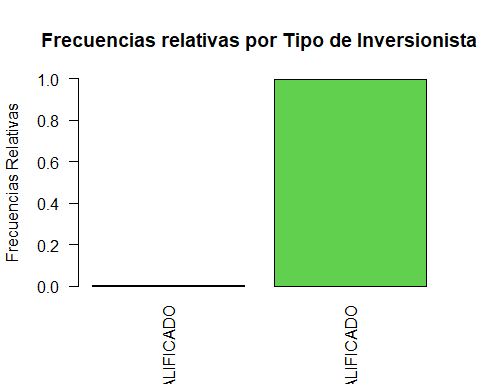 Frecuencias relativas por Tipo de Inversionista
Frecuencias Relativas
1.0
0.8
0.6
0.4
0.2
0.0
ALIFICADO
ALIFICADO